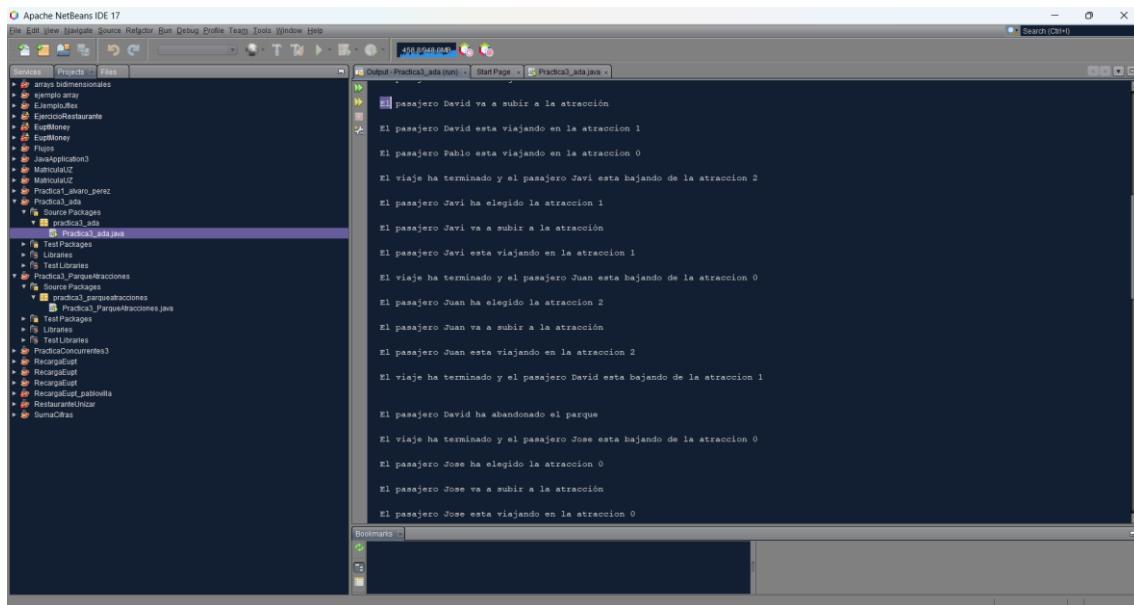 Apache NetBeans IDE 17
File Edit View Navigate Source Refactor Run Debug Profile Team Tools Window Help
Search (Ctrl+I)
Services Projects Files
Output - Practica3_ada (run) Start Page Practica3_ada.java
arrays bidimensionales
ejemplo array
EJemploJflex
EjercicioRestaurante
EuptMoney
EuptMoney
Flujos
JavaApplication3
MatriculaUZ
MatriculaUZ
Practica1_alvaro_perez
Practica3_ada
Source Packages
practica3_ada
Practica3_ada.java
Test Packages
Libraries
Test Libraries
Practica3_ParqueAtracciones
Source Packages
practica3_parqueatracciones
Practica3_ParqueAtracciones.java
Test Packages
Libraries
Test Libraries
PracticaConcurrentes3
RecargaEupt
RecargaEupt
RecargaEupt
RecargaEupt_pablovilla
RestauranteUnizar
SumaCifras
El pasajero David va a subir a la atracción
El pasajero David esta viajando en la atraccion 1
El pasajero Pablo esta viajando en la atraccion 0
El viaje ha terminado y el pasajero Javi esta bajando de la atraccion 2
El pasajero Javi ha elegido la atraccion 1
El pasajero Javi va a subir a la atracción
El pasajero Javi esta viajando en la atraccion 1
El viaje ha terminado y el pasajero Juan esta bajando de la atraccion 0
El pasajero Juan ha elegido la atraccion 2
El pasajero Juan va a subir a la atracción
El pasajero Juan esta viajando en la atraccion 2
El viaje ha terminado y el pasajero David esta bajando de la atraccion 1
El pasajero David ha abandonado el parque
El viaje ha terminado y el pasajero Jose esta bajando de la atraccion 0
El pasajero Jose ha elegido la atraccion 0
El pasajero Jose va a subir a la atracción
El pasajero Jose esta viajando en la atraccion 0
Bookmarks